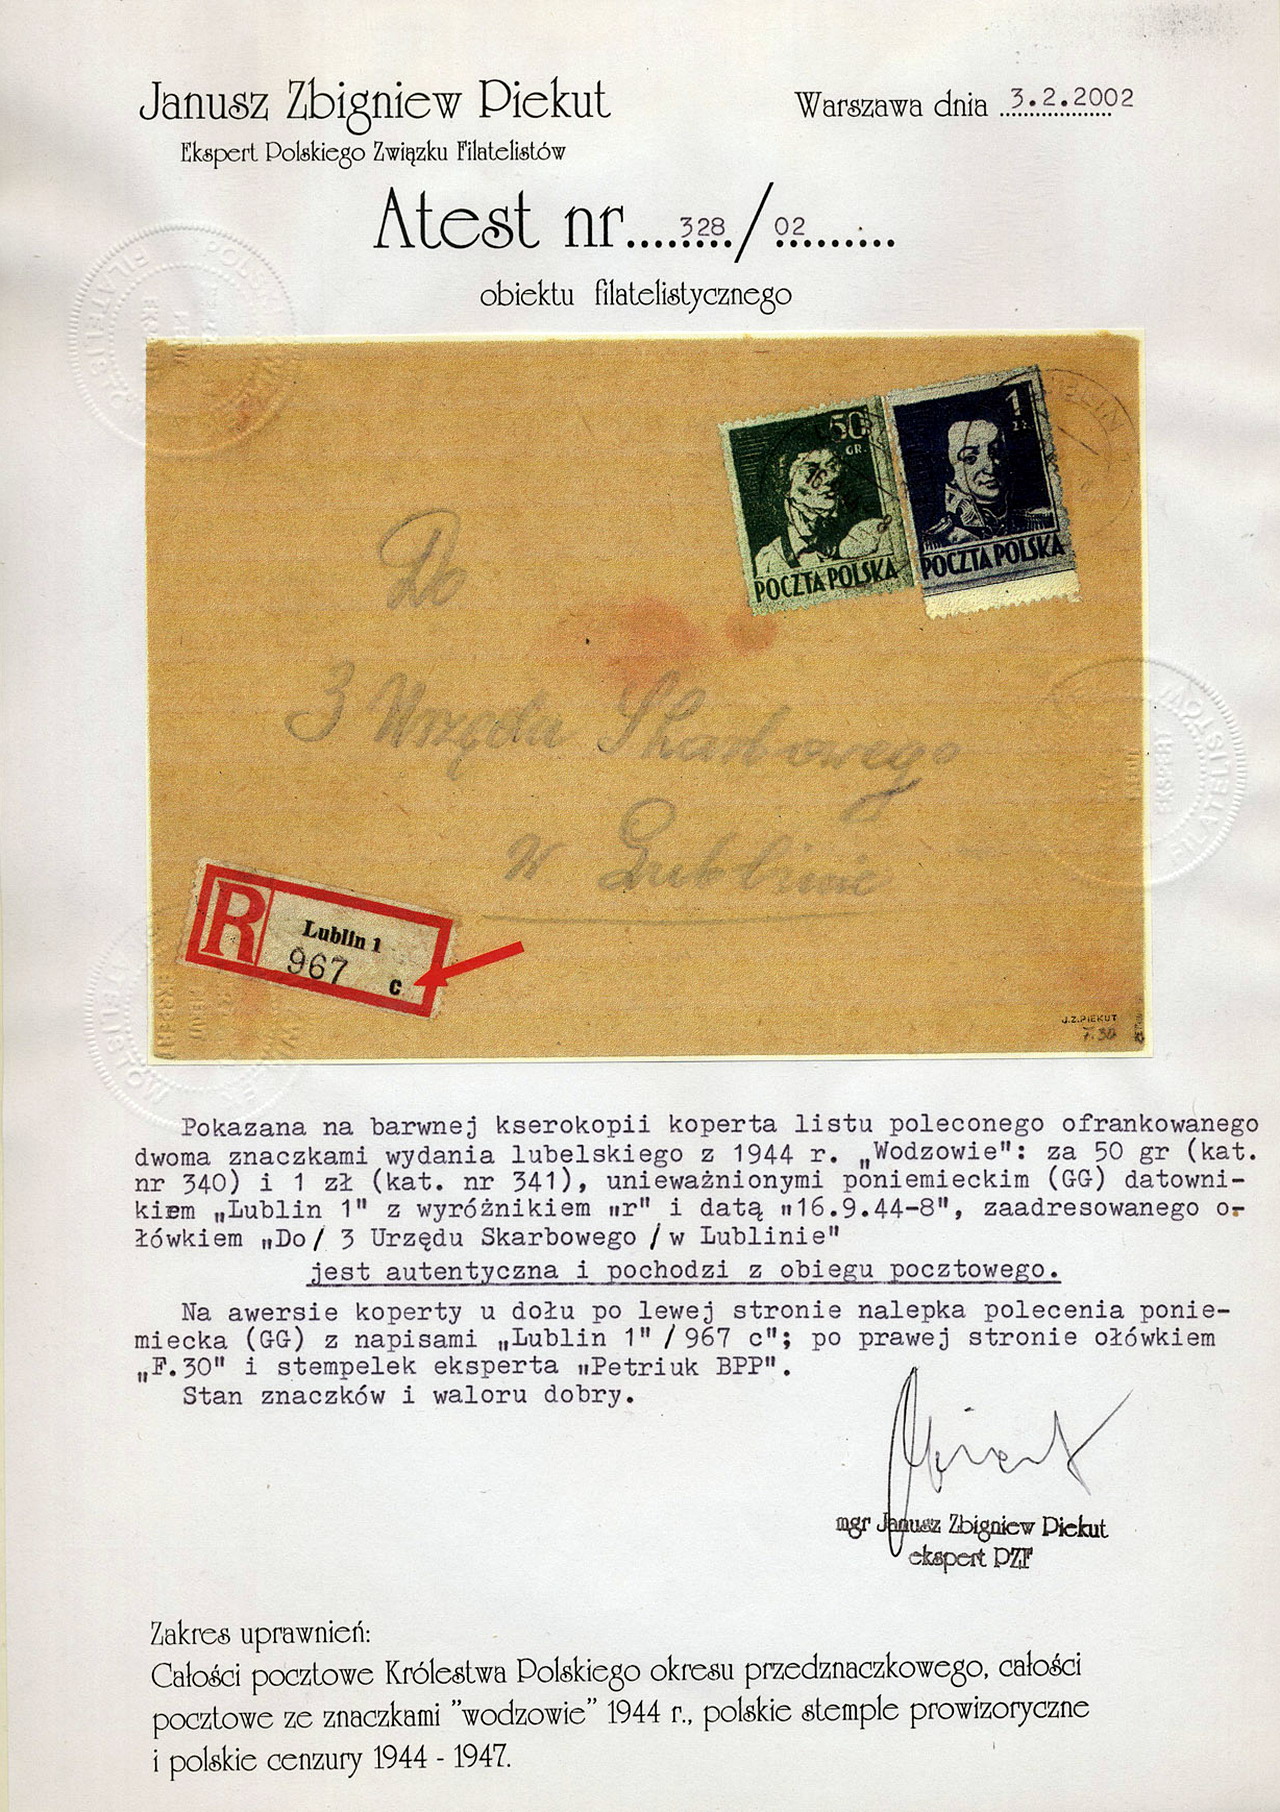 Janusz Zbigniew Piekut
Warszawa dnia 3.2.2002
Ekspert Polskiego Związku Filatelistów
Atest nr....328..../02.........
obiektu filatelistycznego
LUBLIN
50
GR.
1
ZŁ.
16
8
POCZTA POLSKA
POCZTA POLSKA
Do
3 Urzędu Skarbowego
w Lublinie
R
Lublin 1
967 c
J.Z.PIEKUT
F.30
Pokazana na barwnej kserokopii koperta listu poleconego ofrankowanego
dwoma znaczkami wydania lubelskiego z 1944 r. „Wodzowie": za 50 gr (kat.
nr 340) i 1 zł (kat. nr 341), unieważnionymi poniemieckim (GG) datowni-
kiem „Lublin 1" z wyróżnikiem „r" i datą „16.9.44-8", zaadresowanego o-
łówkiem „Do/ 3 Urzędu Skarbowego /w Lublinie"
jest autentyczna i pochodzi z obiegu pocztowego.
Na awersie koperty u dołu po lewej stronie nalepka polecenia ponie-
miecka (GG) z napisami „Lublin 1"/967 c"; po prawej stronie ołówkiem
„F.30" i stempelek eksperta „Petriuk BPP".
Stan znaczków i waloru dobry.
mgr Janusz Zbigniew Piekut
ekspert PZF
Zakres uprawnień:
Całości pocztowe Królestwa Polskiego okresu przedznaczkowego, całości
pocztowe ze znaczkami "wodzowie" 1944 r., polskie stemple prowizoryczne
i polskie cenzury 1944 - 1947.